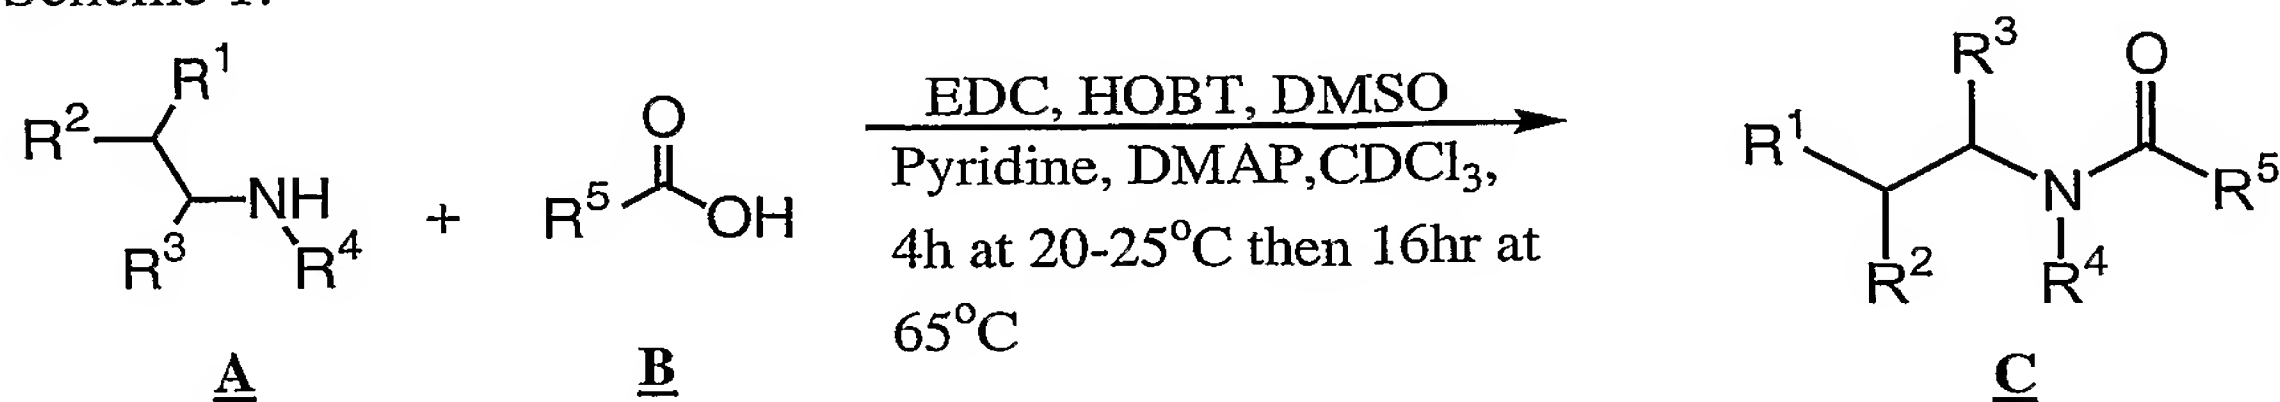 Scheme 1.
R¹
R²
NH
R³
R⁴
+
O
R⁵
OH
EDC, HOBT, DMSO
Pyridine, DMAP,CDCl₃,
4h at 20-25°C then 16hr at
65°C
R³
O
R¹
N
R⁵
R²
R⁴
A
B
C